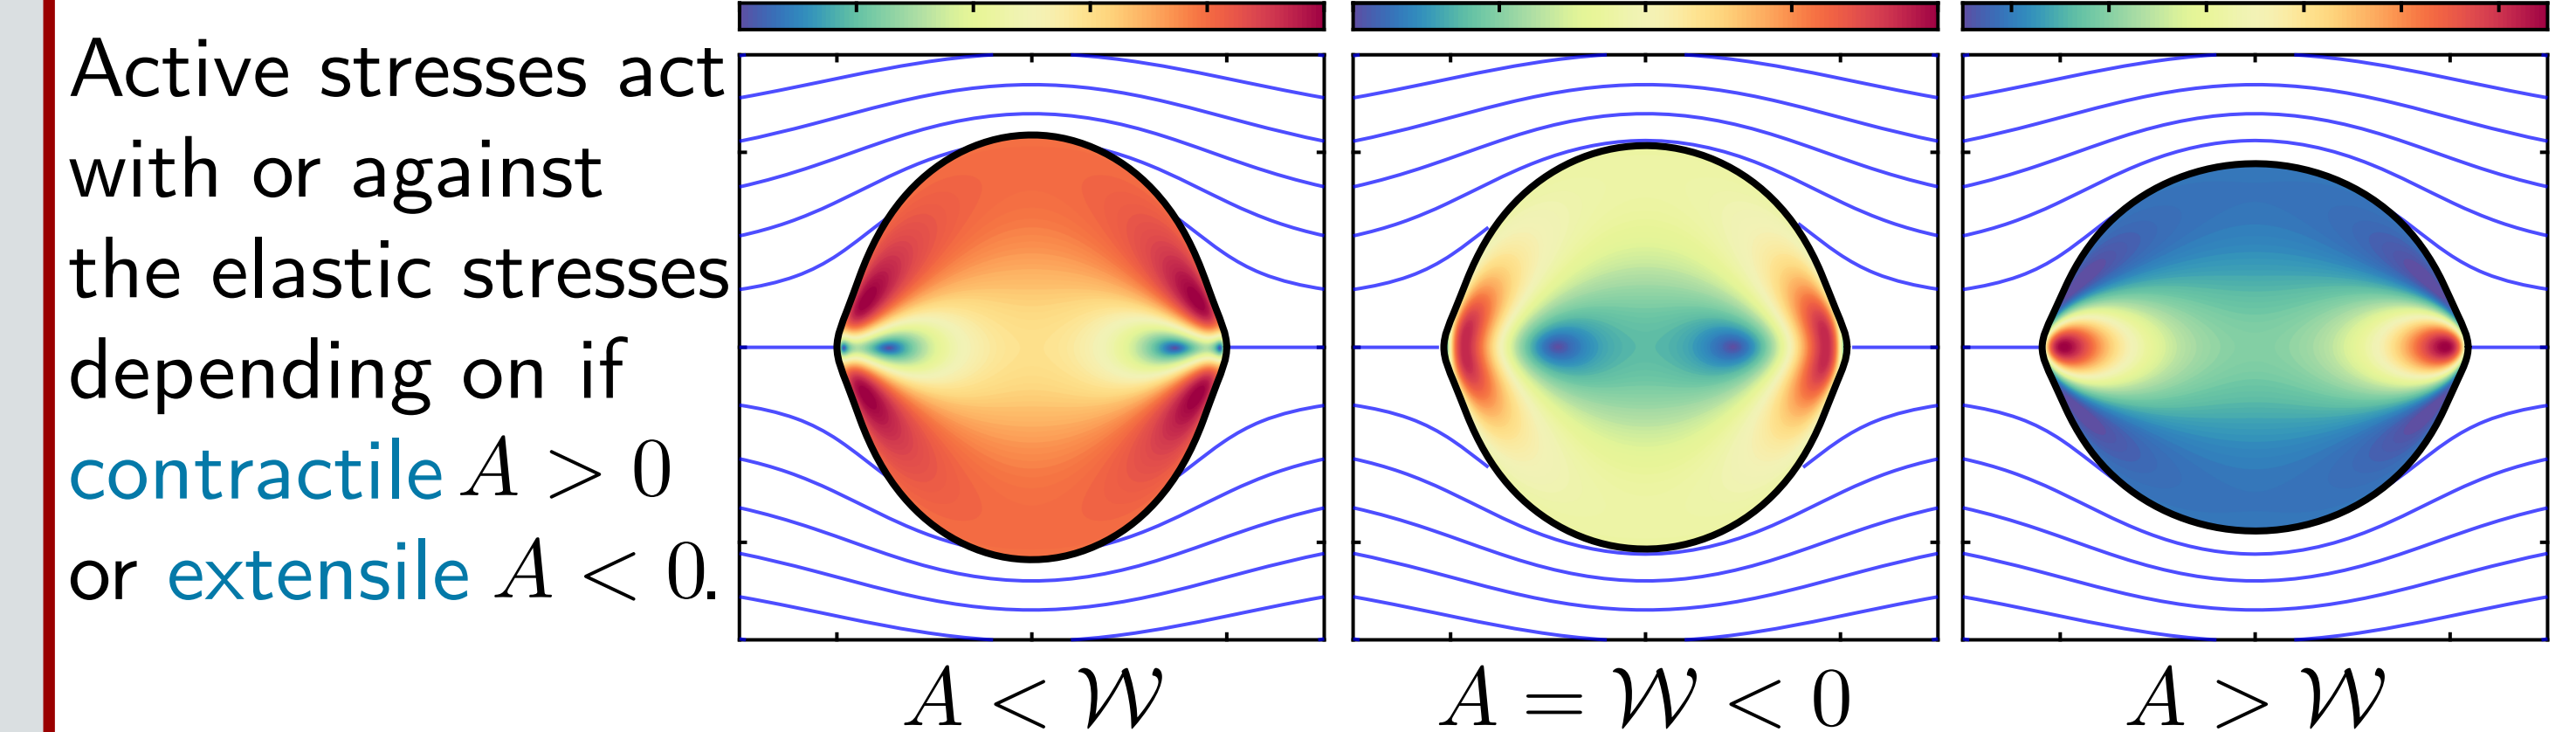 Active stresses act
with or against
the elastic stresses
depending on if
contractile A > 0
or extensile A < 0.
A < 𝒲
A = 𝒲 < 0
A > 𝒲